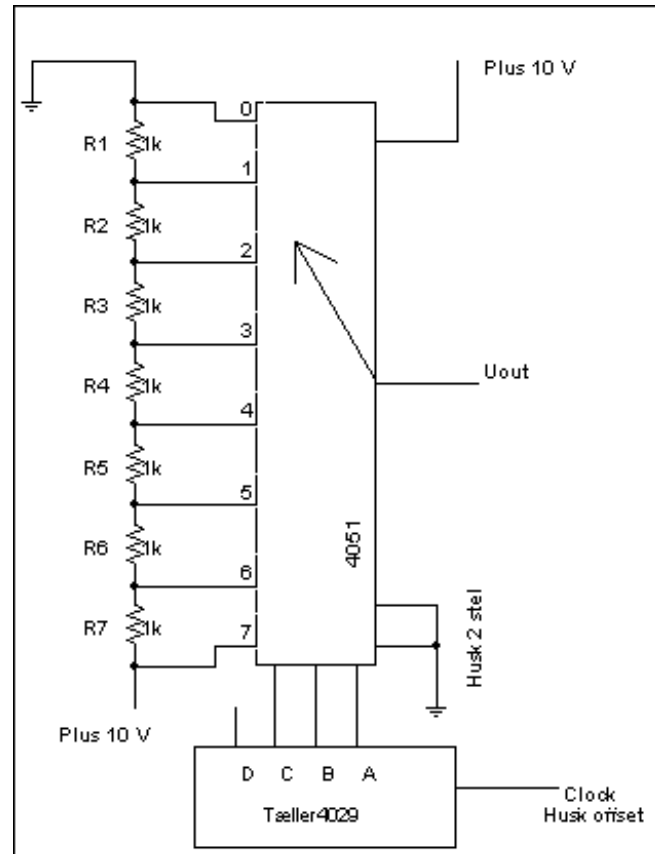 Plus 10 V
0
R1 1k
1
R2 1k
2
R3 1k
3
R4 1k
Uout
4
R5 1k
5
4051
R6 1k
6
Husk 2 stel
R7 1k
7
Plus 10 V
D C B A
Tæller4029
Clock
Husk offset